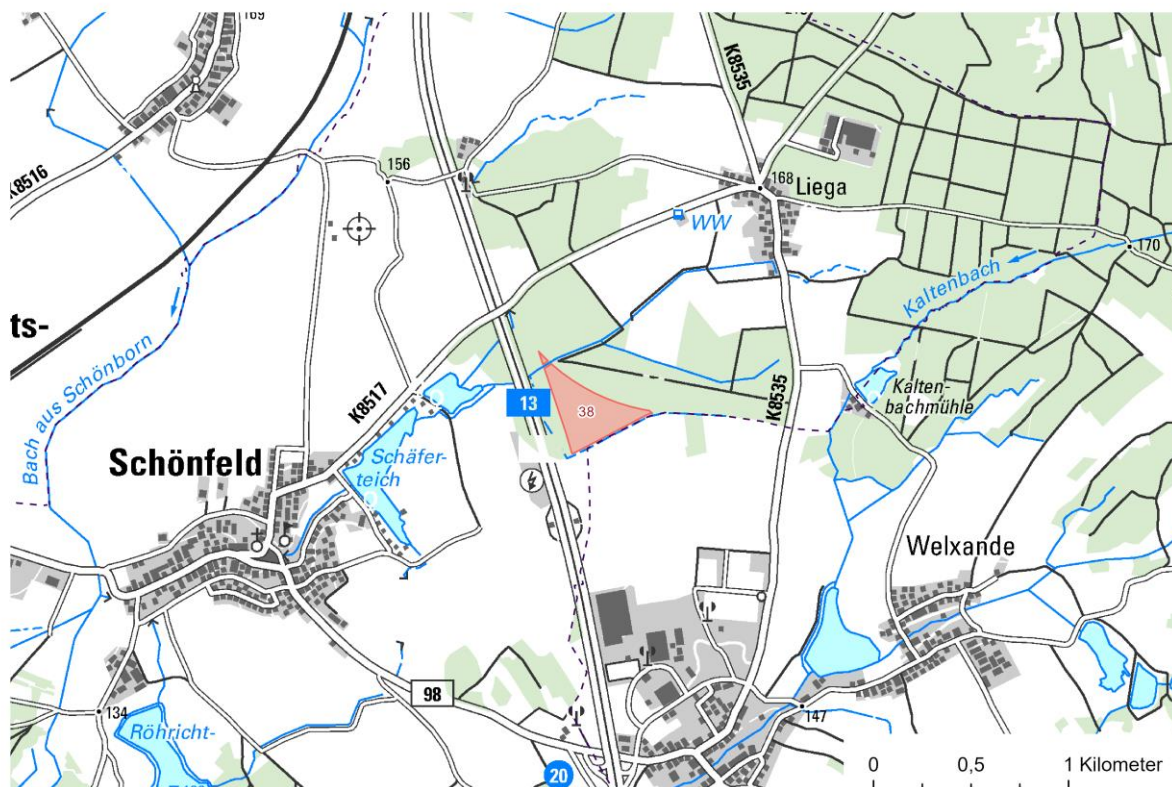 169
K8535
156
K8516
168
Liega
WW
170
Kaltenbach
ts-
Bach aus Schönborn
K8517
13
38
K8535
Kalten-
bachmühle
Schönfeld
Schäfer-
teich
Welxande
98
134
147
Röhricht-
20
0 0,5 1 Kilometer